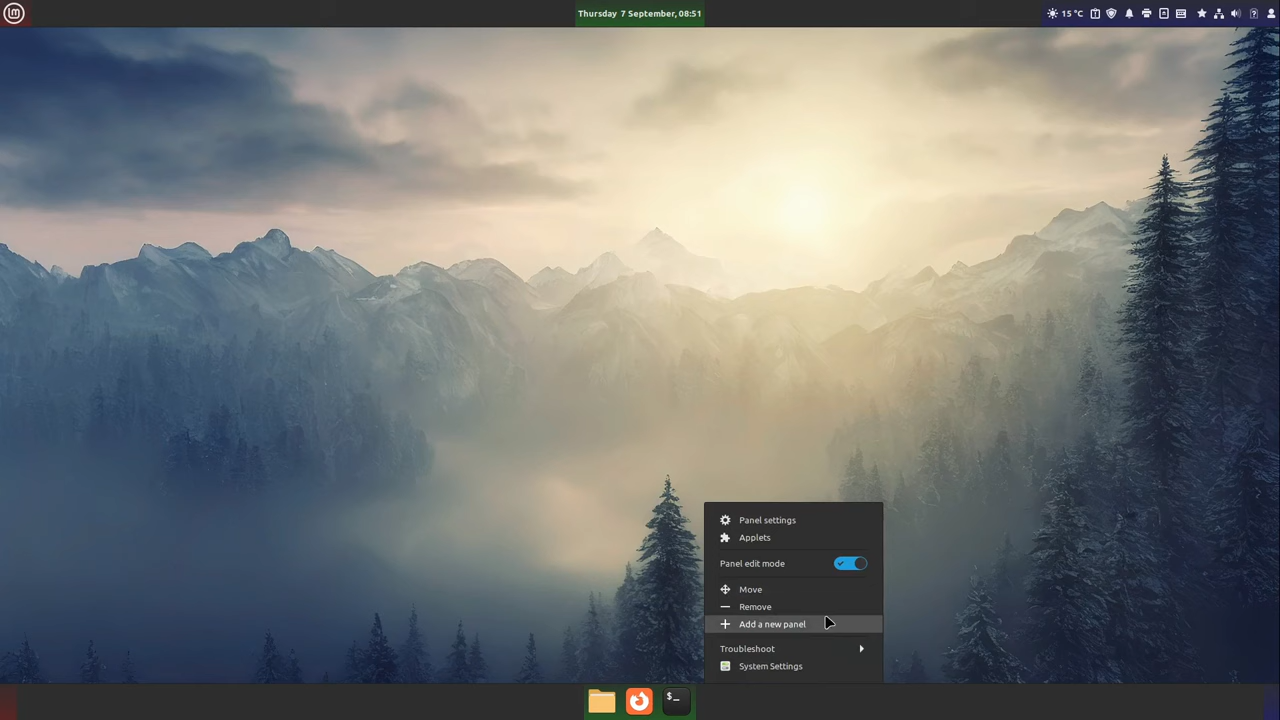 Thursday 7 September, 08:51
15 °C
Panel settings
Applets
Panel edit mode
Move
Remove
Add a new panel
Troubleshoot
System Settings
$_